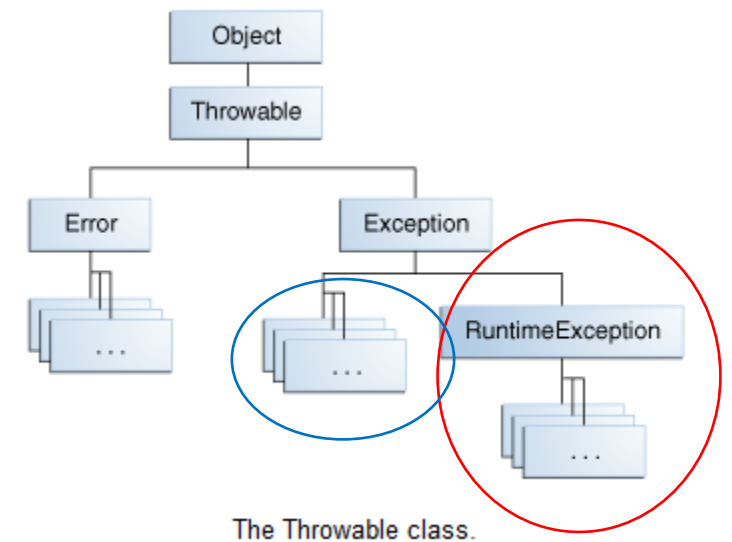 Object
Throwable
Error
Exception
RuntimeException
. . .
. . .
. . .
The Throwable class.